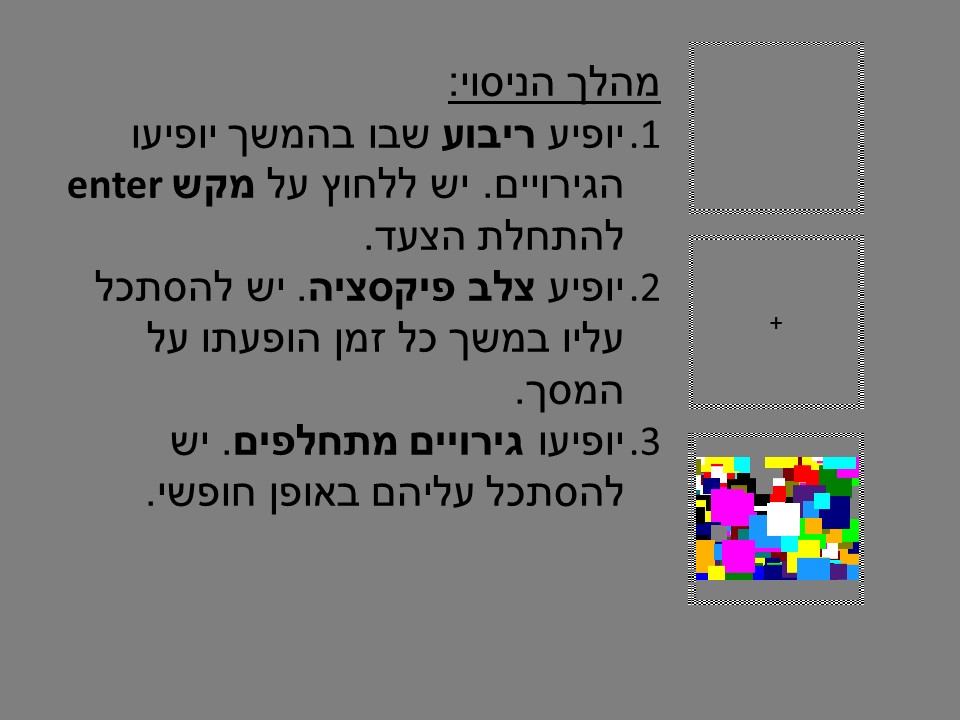 מהלך הניסוי:
1. יופיע ריבוע שבו בהמשך יופיעו
הגירויים. יש ללחוץ על מקש enter
להתחלת הצעד.
2. יופיע צלב פיקסציה. יש להסתכל
עליו במשך כל זמן הופעתו על
המסך.
3. יופיעו גירויים מתחלפים. יש
להסתכל עליהם באופן חופשי.
+